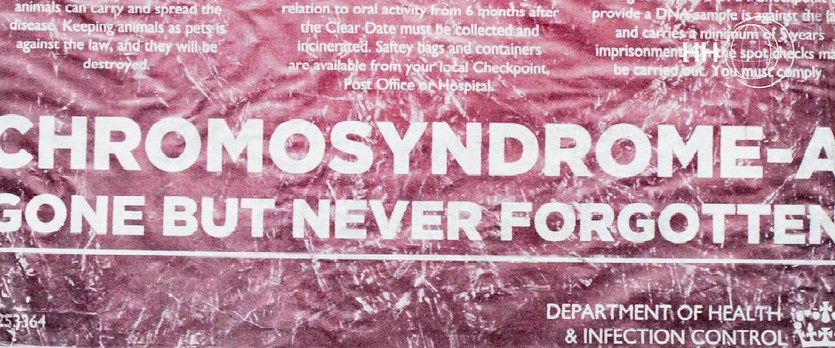 animals can carry and spread the
disease. Keeping animals as pets is
against the law, and they will be
destroyed.
relation to oral activity from 6 months after
the Clear Date must be collected and
incinerated. Saftey bags and containers
are available from your local Checkpoint,
Post Office or Hospital.
provide a DNA sample is against the
and carries a minimum of 5 years
imprisonment. the spot checks
be carried out. You must comply.
HH
CHROMOSYNDROME-A
GONE BUT NEVER FORGOTTEN
253364
DEPARTMENT OF HEALTH
& INFECTION CONTROL